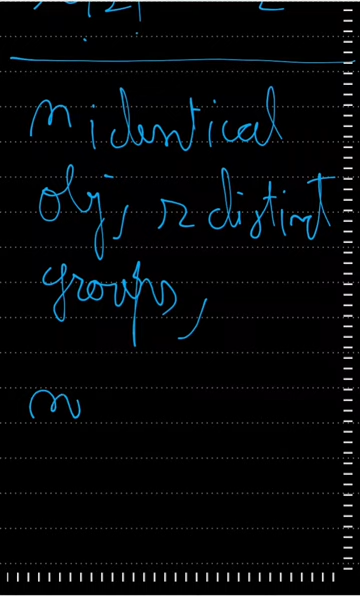 n identical
obj, r distinct
groups,
n